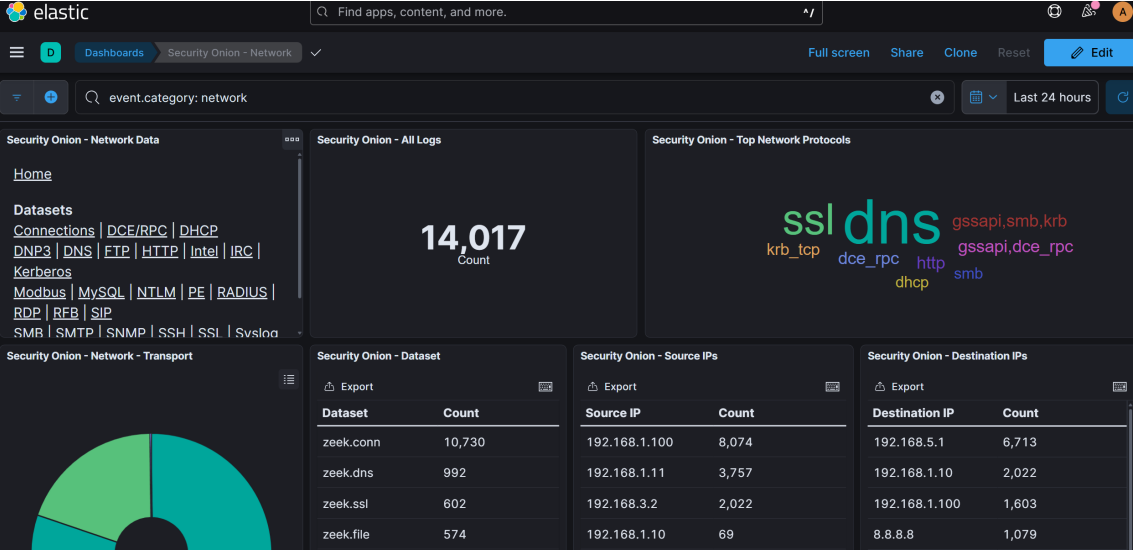 elastic
Find apps, content, and more.
^/
A
D
Dashboards
Security Onion - Network
Full screen
Share
Clone
Reset
Edit
event.category: network
Last 24 hours
Security Onion - Network Data
Home
Datasets
Connections | DCE/RPC | DHCP
DNP3 | DNS | FTP | HTTP | Intel | IRC |
Kerberos
Modbus | MySQL | NTLM | PE | RADIUS |
RDP | RFB | SIP
SMB | SMTP | SNMP | SSH | SSL | Syslog
Security Onion - All Logs
14,017
Count
Security Onion - Top Network Protocols
ssl
dns
gssapi,smb,krb
krb_tcp
dce_rpc
http
gssapi,dce_rpc
smb
dhcp
Security Onion - Network - Transport
Security Onion - Dataset
Export
Dataset Count
zeek.conn 10,730
zeek.dns 992
zeek.ssl 602
zeek.file 574
Security Onion - Source IPs
Export
Source IP Count
192.168.1.100 8,074
192.168.1.11 3,757
192.168.3.2 2,022
192.168.1.10 69
Security Onion - Destination IPs
Export
Destination IP Count
192.168.5.1 6,713
192.168.1.10 2,022
192.168.1.100 1,603
8.8.8.8 1,079